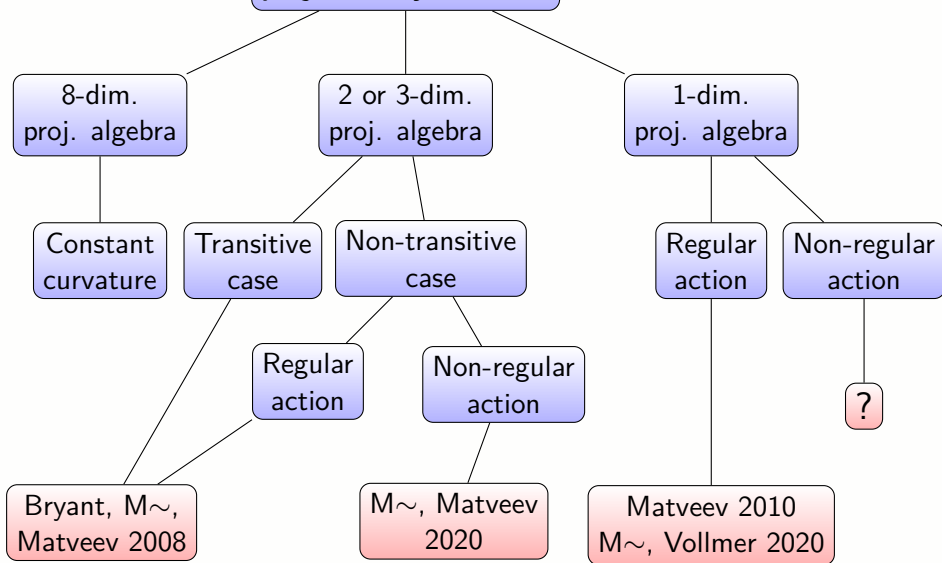 8-dim.
proj. algebra
2 or 3-dim.
proj. algebra
1-dim.
proj. algebra
Constant
curvature
Transitive
case
Non-transitive
case
Regular
action
Non-regular
action
Regular
action
Non-regular
action
?
Bryant, M∼,
Matveev 2008
M∼, Matveev
2020
Matveev 2010
M∼, Vollmer 2020